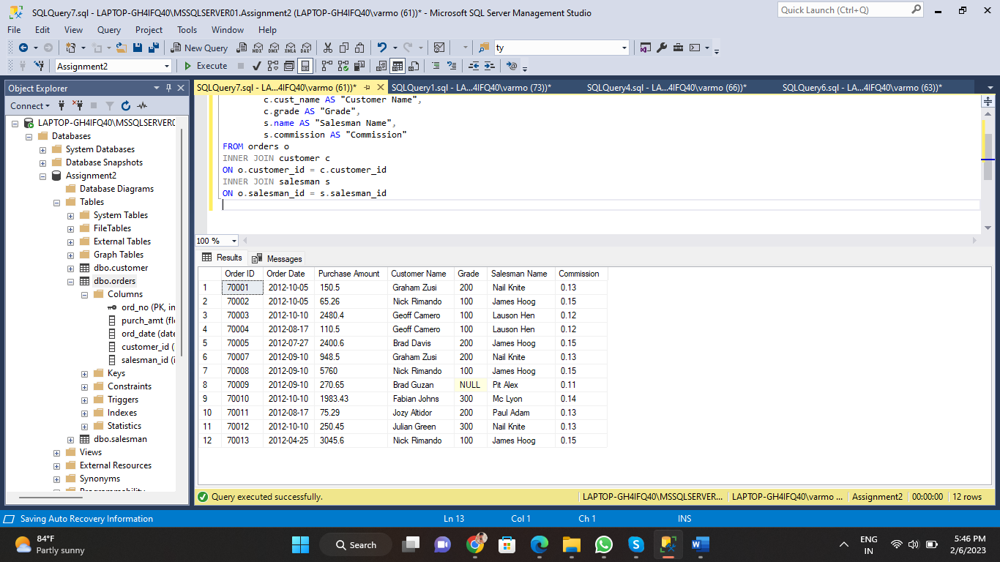 SQLQuery7.sql - LAPTOP-GH4IFQ40\MSSQLSERVER01.Assignment2 (LAPTOP-GH4IFQ40\varmo (61))* - Microsoft SQL Server Management Studio
Quick Launch (Ctrl+Q)
File Edit View Query Project Tools Window Help
New Query MDX DMX XMLA DAX ty
Assignment2 Execute
Object Explorer
Connect
LAPTOP-GH4IFQ40\MSSQLSERVER0
Databases
System Databases
Database Snapshots
Assignment2
Database Diagrams
Tables
System Tables
FileTables
External Tables
Graph Tables
dbo.customer
dbo.orders
Columns
ord_no (PK, in
purch_amt (flo
ord_date (date
customer_id (
salesman_id (i
Keys
Constraints
Triggers
Indexes
Statistics
dbo.salesman
Views
External Resources
Synonyms
Programmability
SQLQuery7.sql - LA...4IFQ40\varmo (61))* SQLQuery1.sql - LA...4IFQ40\varmo (73))* SQLQuery4.sql - LA...4IFQ40\varmo (66))* SQLQuery6.sql - LA...4IFQ40\varmo (63))*
c.cust_name AS "Customer Name",
c.grade AS "Grade",
s.name AS "Salesman Name",
s.commission AS "Commission"
FROM orders o
INNER JOIN customer c
ON o.customer_id = c.customer_id
INNER JOIN salesman s
ON o.salesman_id = s.salesman_id
100 %
Results Messages
Order ID Order Date Purchase Amount Customer Name Grade Salesman Name Commission
1 70001 2012-10-05 150.5 Graham Zusi 200 Nail Knite 0.13
2 70002 2012-10-05 65.26 Nick Rimando 100 James Hoog 0.15
3 70003 2012-10-10 2480.4 Geoff Camero 100 Lauson Hen 0.12
4 70004 2012-08-17 110.5 Geoff Camero 100 Lauson Hen 0.12
5 70005 2012-07-27 2400.6 Brad Davis 200 James Hoog 0.15
6 70007 2012-09-10 948.5 Graham Zusi 200 Nail Knite 0.13
7 70008 2012-09-10 5760 Nick Rimando 100 James Hoog 0.15
8 70009 2012-09-10 270.65 Brad Guzan NULL Pit Alex 0.11
9 70010 2012-10-10 1983.43 Fabian Johns 300 Mc Lyon 0.14
10 70011 2012-08-17 75.29 Jozy Altidor 200 Paul Adam 0.13
11 70012 2012-10-10 250.45 Julian Green 300 Nail Knite 0.13
12 70013 2012-04-25 3045.6 Nick Rimando 100 James Hoog 0.15
Query executed successfully. LAPTOP-GH4IFQ40\MSSQLSERVER... LAPTOP-GH4IFQ40\varmo ... Assignment2 00:00:00 12 rows
Saving Auto Recovery Information Ln 13 Col 1 Ch 1 INS
84°F
Partly sunny
Search
ENG
IN
5:46 PM
2/6/2023